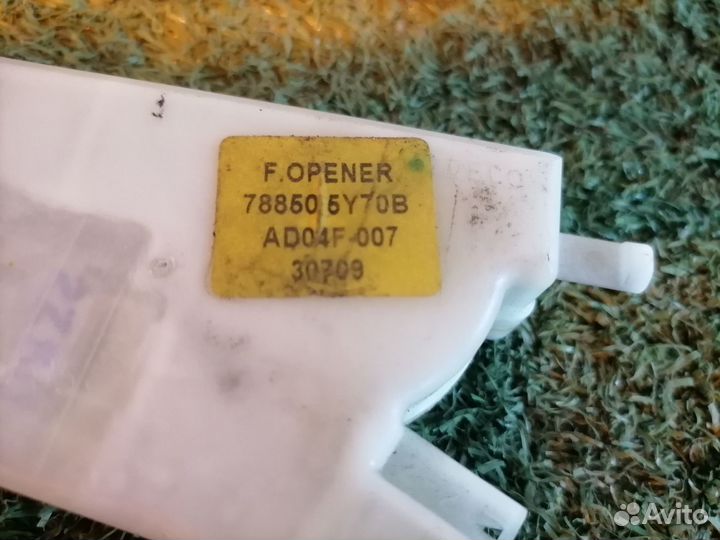 F.OPENER
78850 5Y70B
AD04F-007
30709
Avito